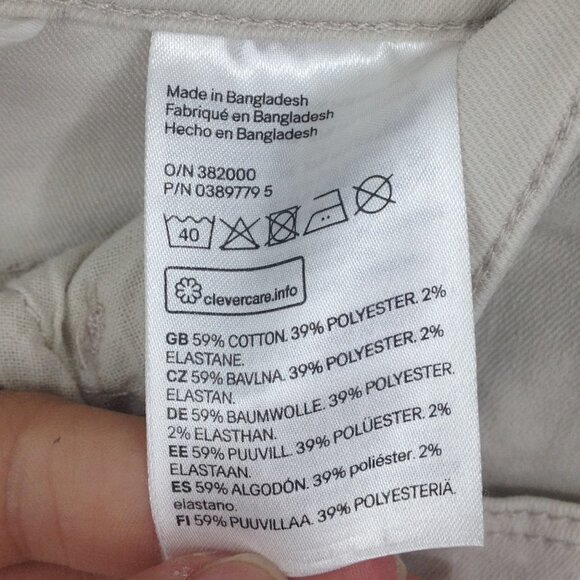 Made in Bangladesh
Fabriqué en Bangladesh
Hecho en Bangladesh
O/N 382000
P/N 0389779 5
40
clevercare.info
GB 59% COTTON. 39% POLYESTER. 2%
ELASTANE.
CZ 59% BAVLNA. 39% POLYESTER. 2%
ELASTAN.
DE 59% BAUMWOLLE. 39% POLYESTER.
2% ELASTHAN.
EE 59% PUUVILL. 39% POLÜESTER. 2%
ELASTAAN.
ES 59% ALGODÓN. 39% poliéster. 2%
elastano.
FI 59% PUUVILLAA. 39% POLYESTERIÄ.